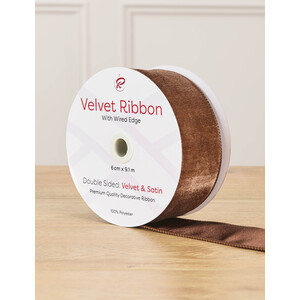 R
Velvet Ribbon
With Wired Edge
6 cm x 9.1 m
Double Sided: Velvet & Satin
Premium Quality Decorative Ribbon
100% Polyester